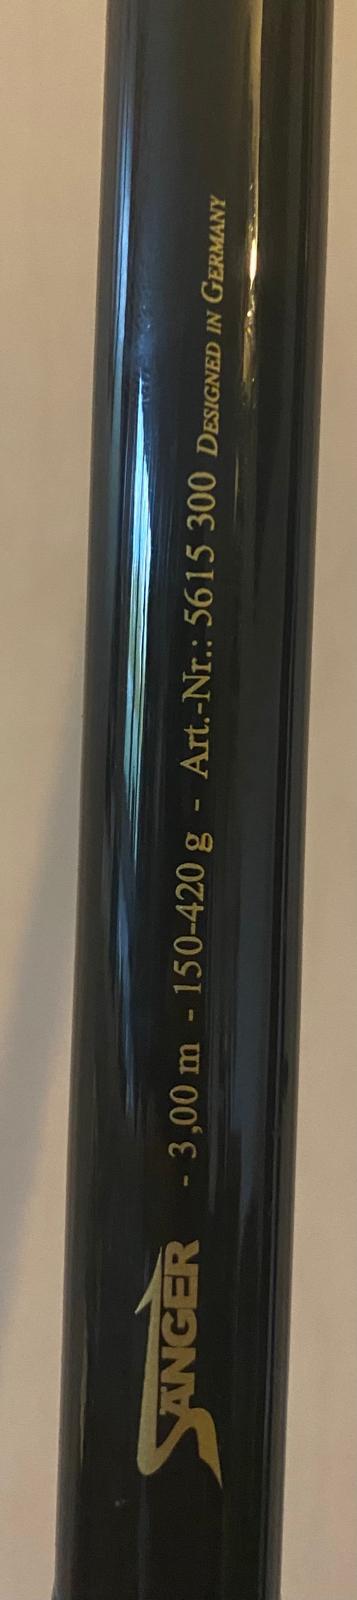 SÄNGER - 3,00 m - 150-420 g - Art.-Nr.: 5615 300 DESIGNED IN GERMANY